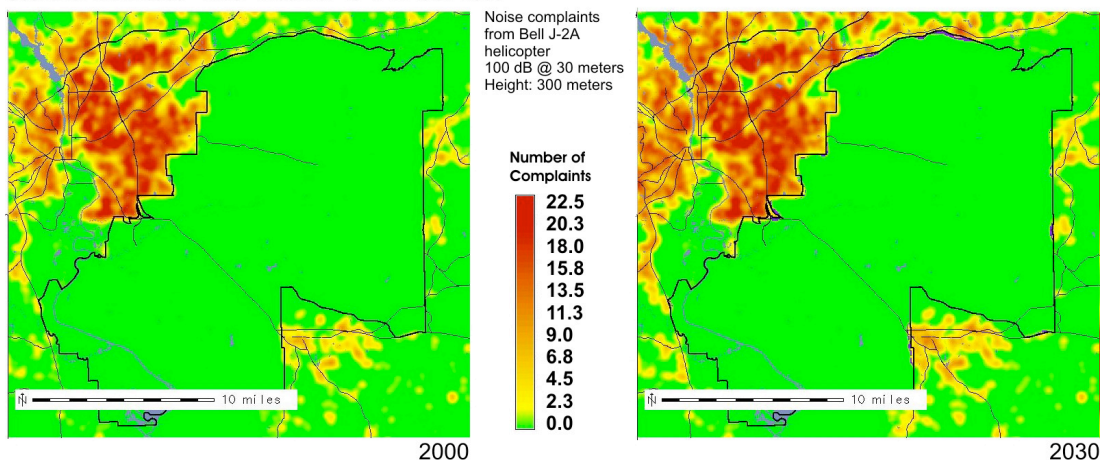 Noise complaints
from Bell J-2A
helicopter
100 dB @ 30 meters
Height: 300 meters
Number of
Complaints
22.5
20.3
18.0
15.8
13.5
11.3
9.0
6.8
4.5
2.3
0.0
N
10 miles
2000
N
10 miles
2030